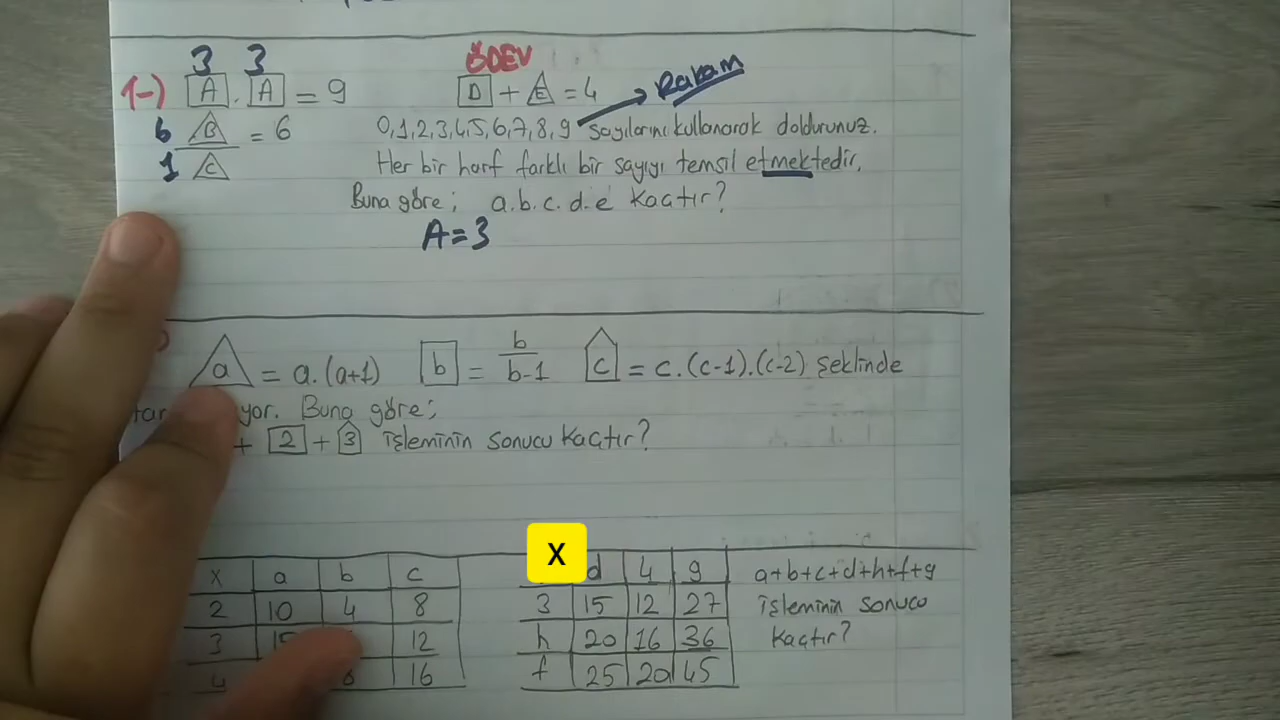 3 3
1-) A . A = 9
ÖDEV
D + E = 4
Rakam
6 B = 6
1 C
0,1,2,3,4,5,6,7,8,9 sayılarını kullanarak doldurunuz.
Her bir harf farklı bir sayıyı temsil etmektedir.
Buna göre; a.b.c.d.e kaçtır?
A=3
a = a.(a+1) b = b/b-1 c = c.(c-1).(c-2) şeklinde
yor. Buna göre;
+ 2 + 3 işleminin sonucu kaçtır?
x a b c
2 10 4 8
3 15 12
4 8 16
X d 4 g
3 15 12 27
h 20 16 36
f 25 20 45
a+b+c+d+h+f+g
işleminin sonucu
kaçtır?